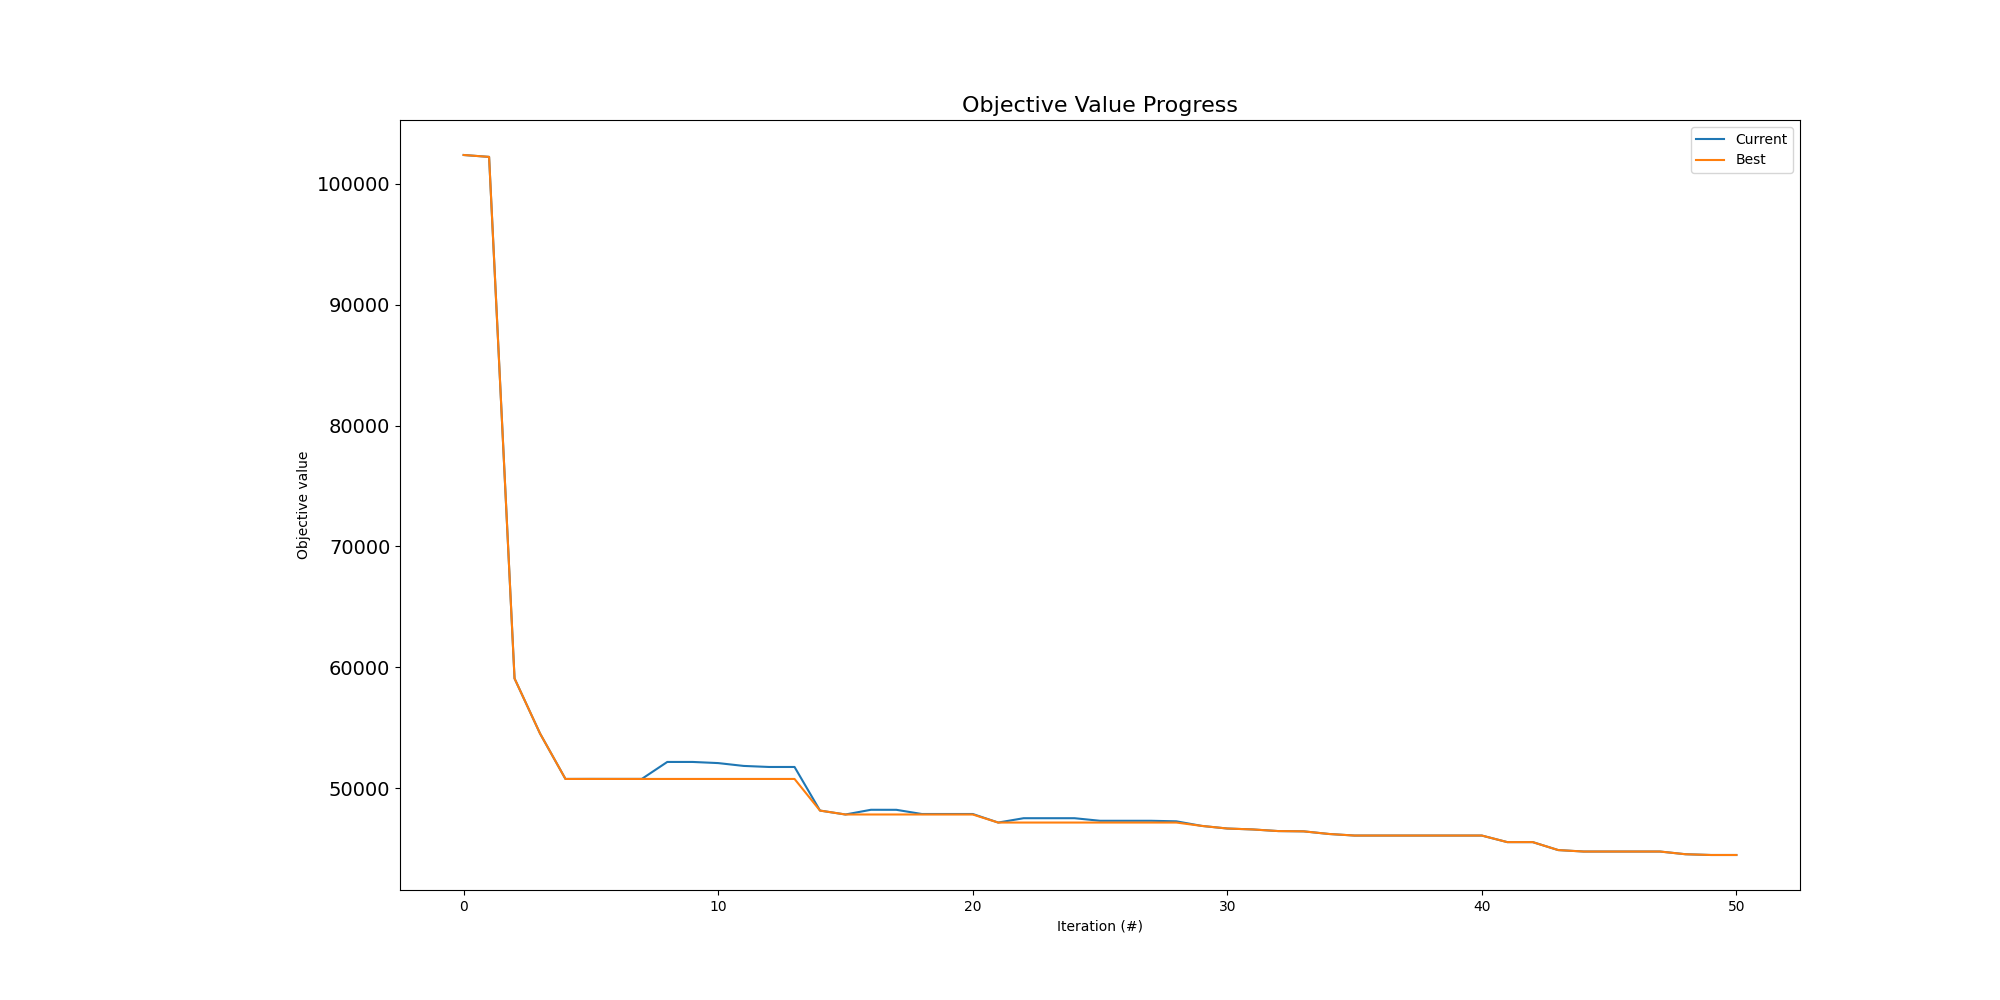 Objective Value Progress
Current
Best
100000
90000
80000
70000
60000
50000
Objective value
0 10 20 30 40 50
Iteration (#)